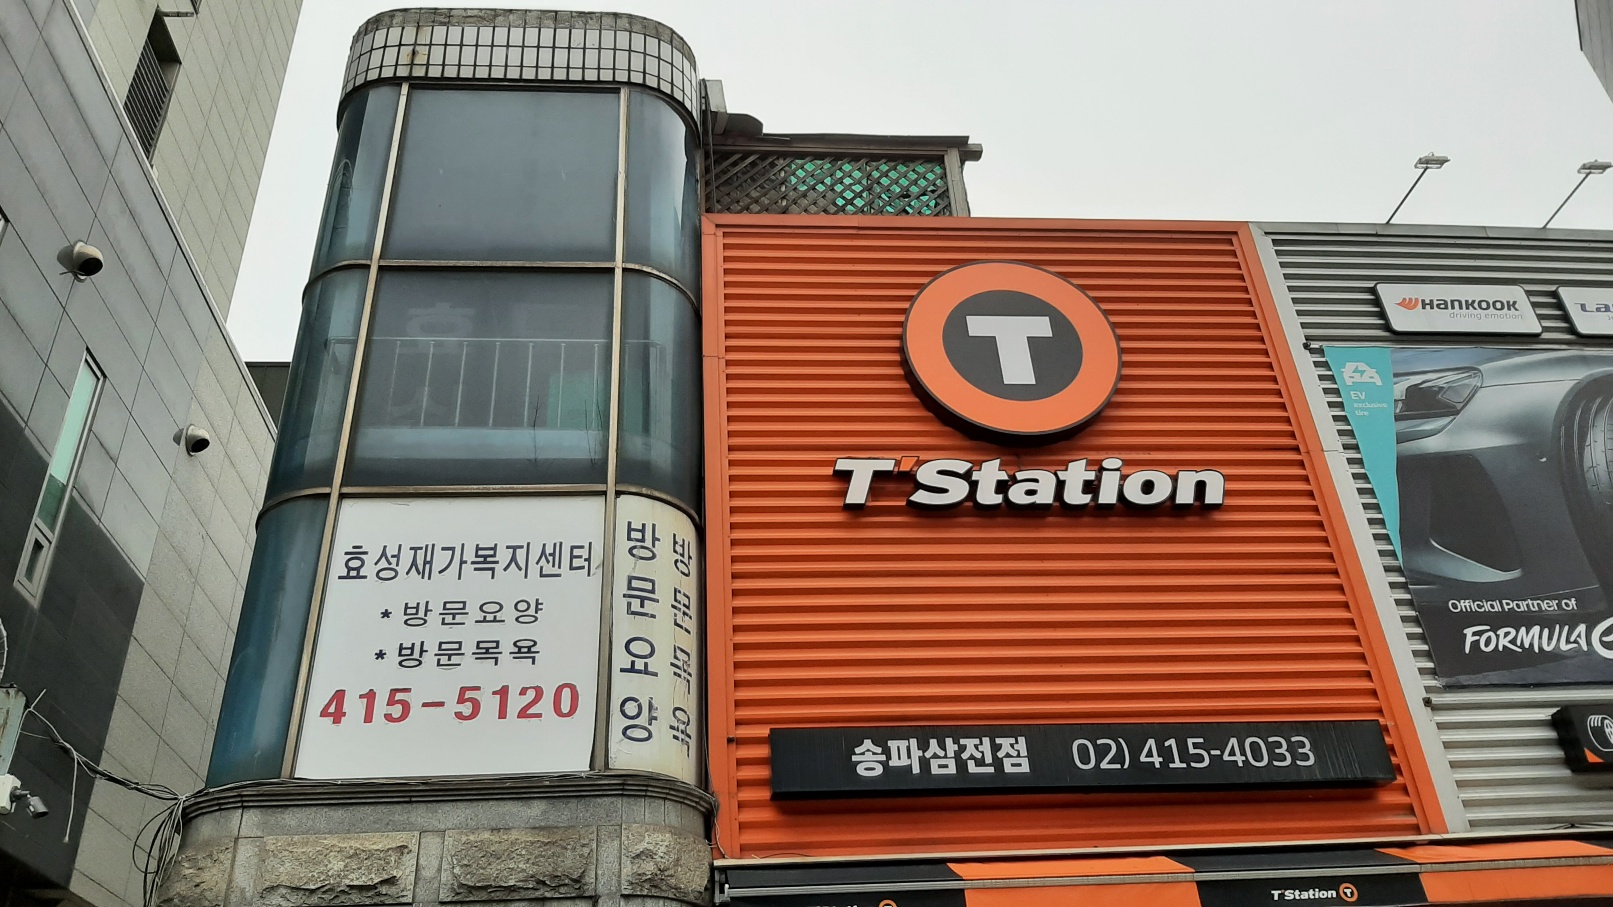 효성재가복지센터
*방문요양
*방문목욕
415-5120
방문요양
방문목욕
T
T'Station
송파삼전점 02) 415-4033
HANKOOK
driving emotion
EV
exclusive
tire
Official Partner of
FORMULA
T'Station T